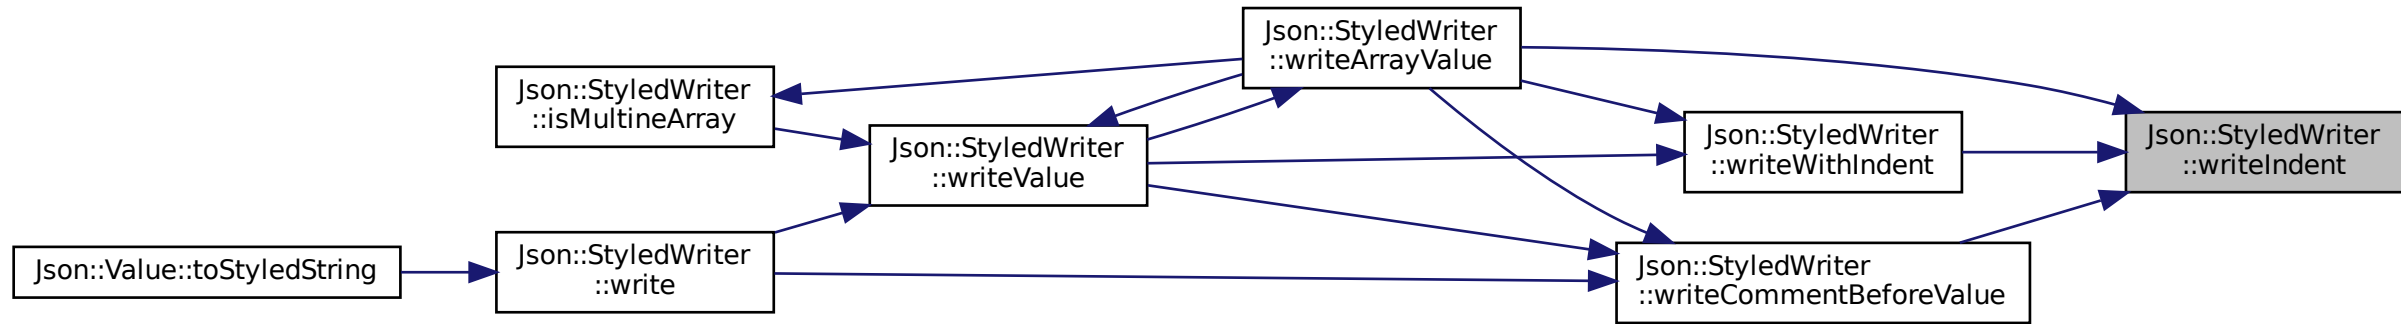 Json::StyledWriter
::writeArrayValue
Json::StyledWriter
::isMultineArray
Json::StyledWriter
::writeWithIndent
Json::StyledWriter
::writeIndent
Json::StyledWriter
::writeValue
Json::Value::toStyledString
Json::StyledWriter
::write
Json::StyledWriter
::writeCommentBeforeValue